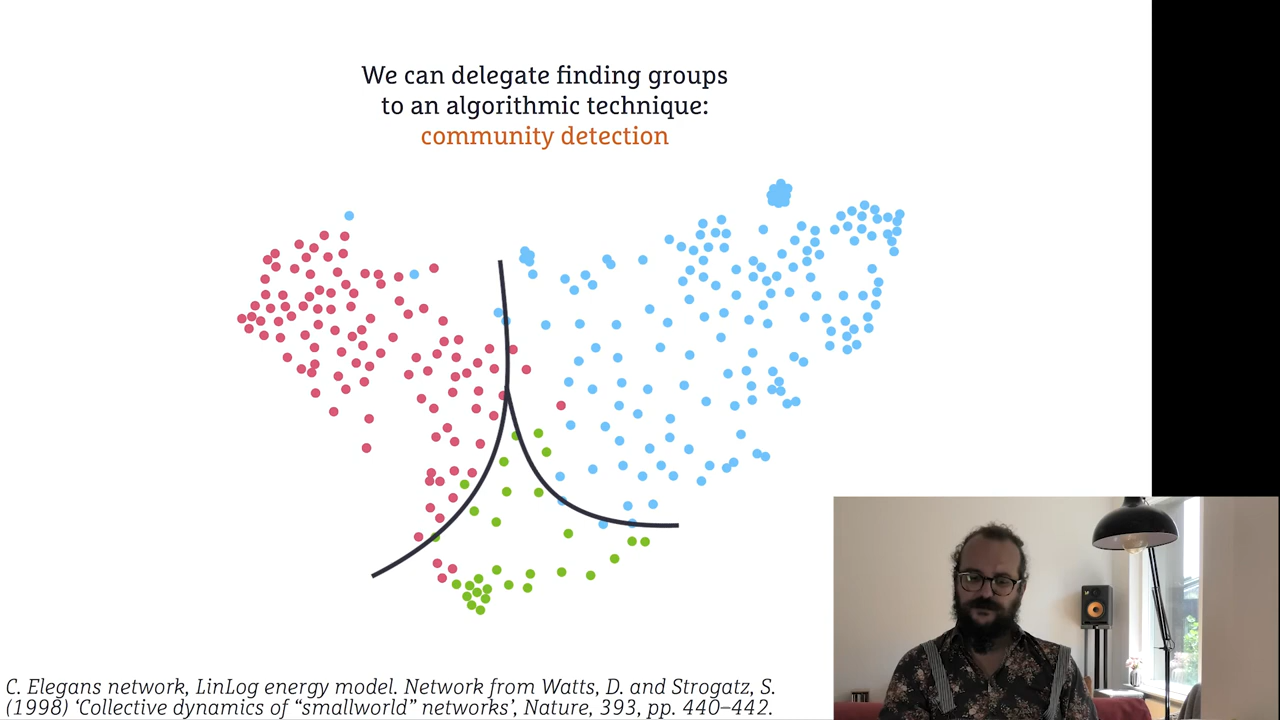 We can delegate finding groups
to an algorithmic technique:
community detection
C. Elegans network, LinLog energy model. Network from Watts, D. and Strogatz, S.
(1998) ‘Collective dynamics of “smallworld” networks’, Nature, 393, pp. 440–442.